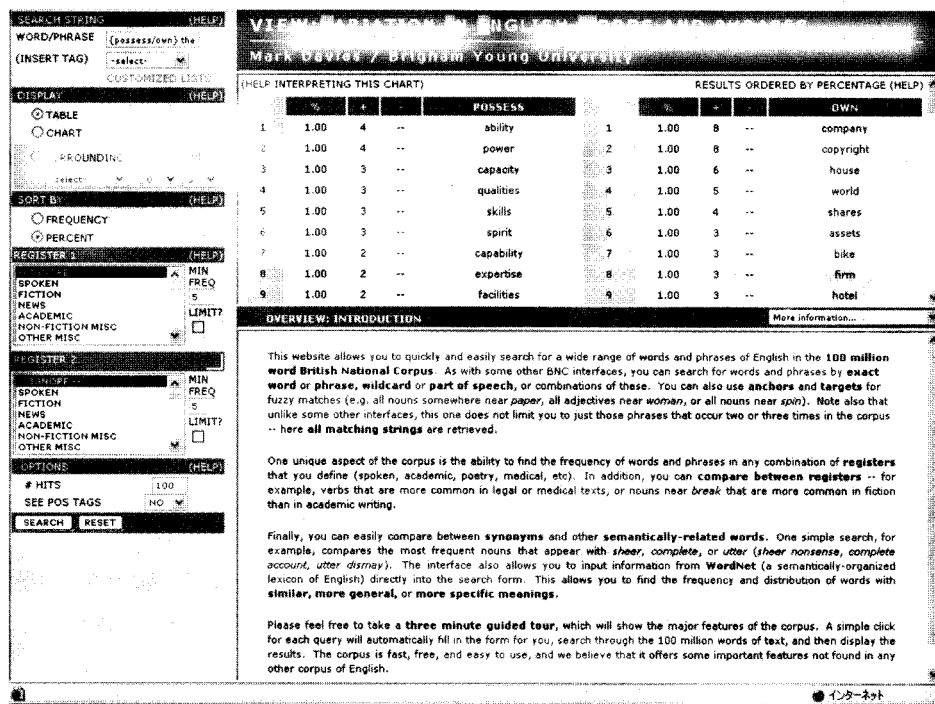 SEARCH STRING (HELP)
WORD/PHRASE {possess/own} the
(INSERT TAG) -select-
CUSTOMIZED LISTS
DISPLAY (HELP)
TABLE
CHART
-select-
SORT BY (HELP)
FREQUENCY
PERCENT
REGISTER 1 (HELP)
SPOKEN
FICTION
NEWS
ACADEMIC
NON-FICTION MISC
OTHER MISC
MIN
FREQ
5
LIMIT?
REGISTER 2
SPOKEN
FICTION
NEWS
ACADEMIC
NON-FICTION MISC
OTHER MISC
MIN
FREQ
5
LIMIT?
OPTIONS (HELP)
# HITS 100
SEE POS TAGS NO
SEARCH RESET
VIEW: VARIATION IN ENGLISH WORDS AND PHRASES
Mark Davies / Brigham Young University
(HELP INTERPRETING THIS CHART) RESULTS ORDERED BY PERCENTAGE (HELP)
% + - POSSESS % + - OWN
1 1.00 4 -- ability 1 1.00 8 -- company
2 1.00 4 -- power 2 1.00 8 -- copyright
3 1.00 3 -- capacity 3 1.00 6 -- house
4 1.00 3 -- qualities 4 1.00 5 -- world
5 1.00 3 -- skills 5 1.00 4 -- shares
6 1.00 3 -- spirit 6 1.00 3 -- assets
7 1.00 2 -- capability 7 1.00 3 -- bike
8 1.00 2 -- expertise 8 1.00 3 -- firm
9 1.00 2 -- facilities 9 1.00 3 -- hotel
OVERVIEW: INTRODUCTION More information...
This website allows you to quickly and easily search for a wide range of words and phrases of English in the 100 million
word British National Corpus. As with some other BNC interfaces, you can search for words and phrases by exact
word or phrase, wildcard or part of speech, or combinations of these. You can also use anchors and targets for
fuzzy matches (e.g. all nouns somewhere near paper, all adjectives near woman, or all nouns near spin). Note also that
unlike some other interfaces, this one does not limit you to just those phrases that occur two or three times in the corpus
-- here all matching strings are retrieved.
One unique aspect of the corpus is the ability to find the frequency of words and phrases in any combination of registers
that you define (spoken, academic, poetry, medical, etc). In addition, you can compare between registers -- for
example, verbs that are more common in legal or medical texts, or nouns near break that are more common in fiction
than in academic writing.
Finally, you can easily compare between synonyms and other semantically-related words. One simple search, for
example, compares the most frequent nouns that appear with sheer, complete, or utter (sheer nonsense, complete
account, utter dismay). The interface also allows you to input information from WordNet (a semantically-organized
lexicon of English) directly into the search form. This allows you to find the frequency and distribution of words with
similar, more general, or more specific meanings.
Please feel free to take a three minute guided tour, which will show the major features of the corpus. A simple click
for each query will automatically fill in the form for you, search through the 100 million words of text, and then display the
results. The corpus is fast, free, and easy to use, and we believe that it offers some important features not found in any
other corpus of English.
インターネット